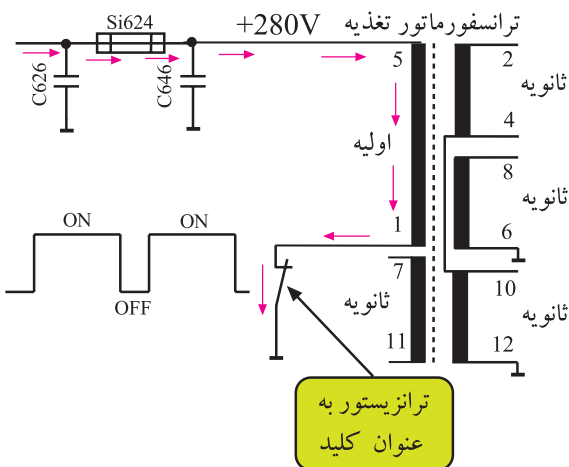 Si624
+280V
ترانسفورماتور تغذیه
C626
C646
5
2
ثانویه
4
اولیه
8
ثانویه
6
1
ON
ON
OFF
7
ثانویه
11
10
ثانویه
12
ترانزیستور به
عنوان کلید